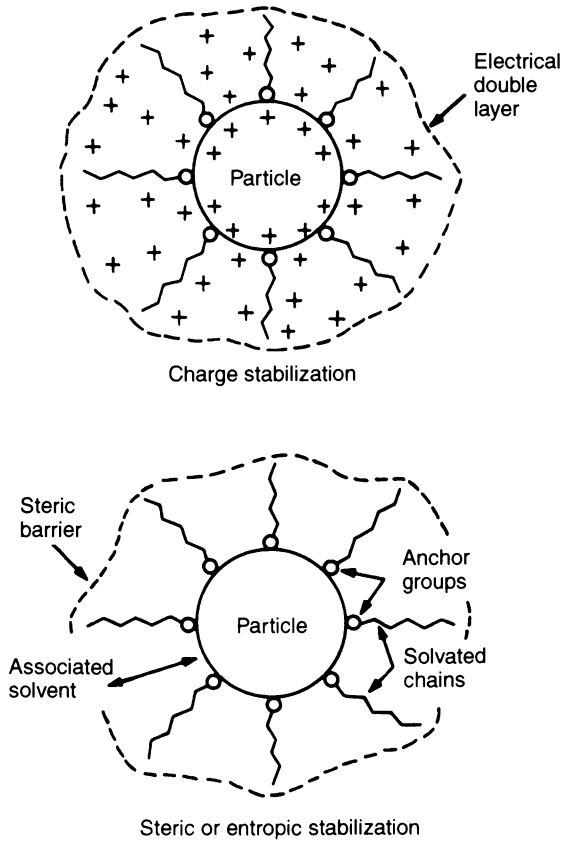 Electrical
double
layer
Particle
Charge stabilization
Steric
barrier
Anchor
groups
Particle
Solvated
chains
Associated
solvent
Steric or entropic stabilization